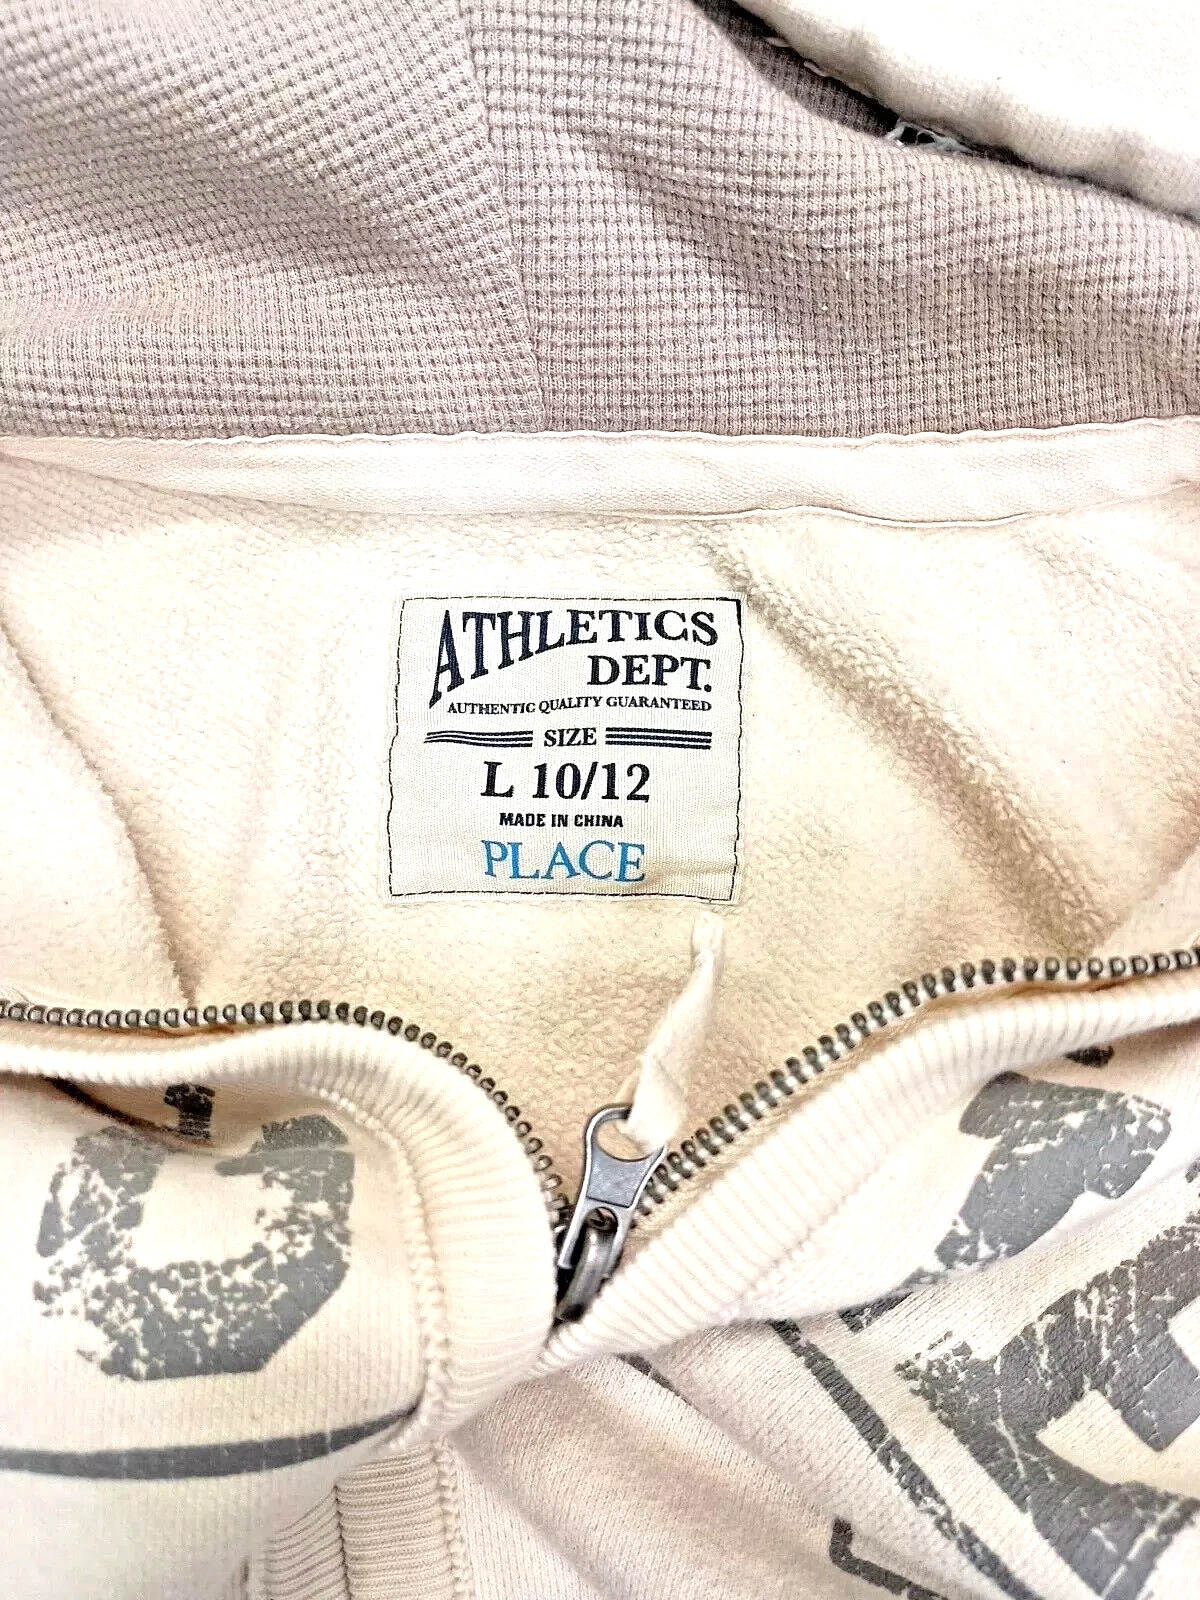 ATHLETICS
DEPT.
AUTHENTIC QUALITY GUARANTEED
SIZE
L 10/12
MADE IN CHINA
PLACE